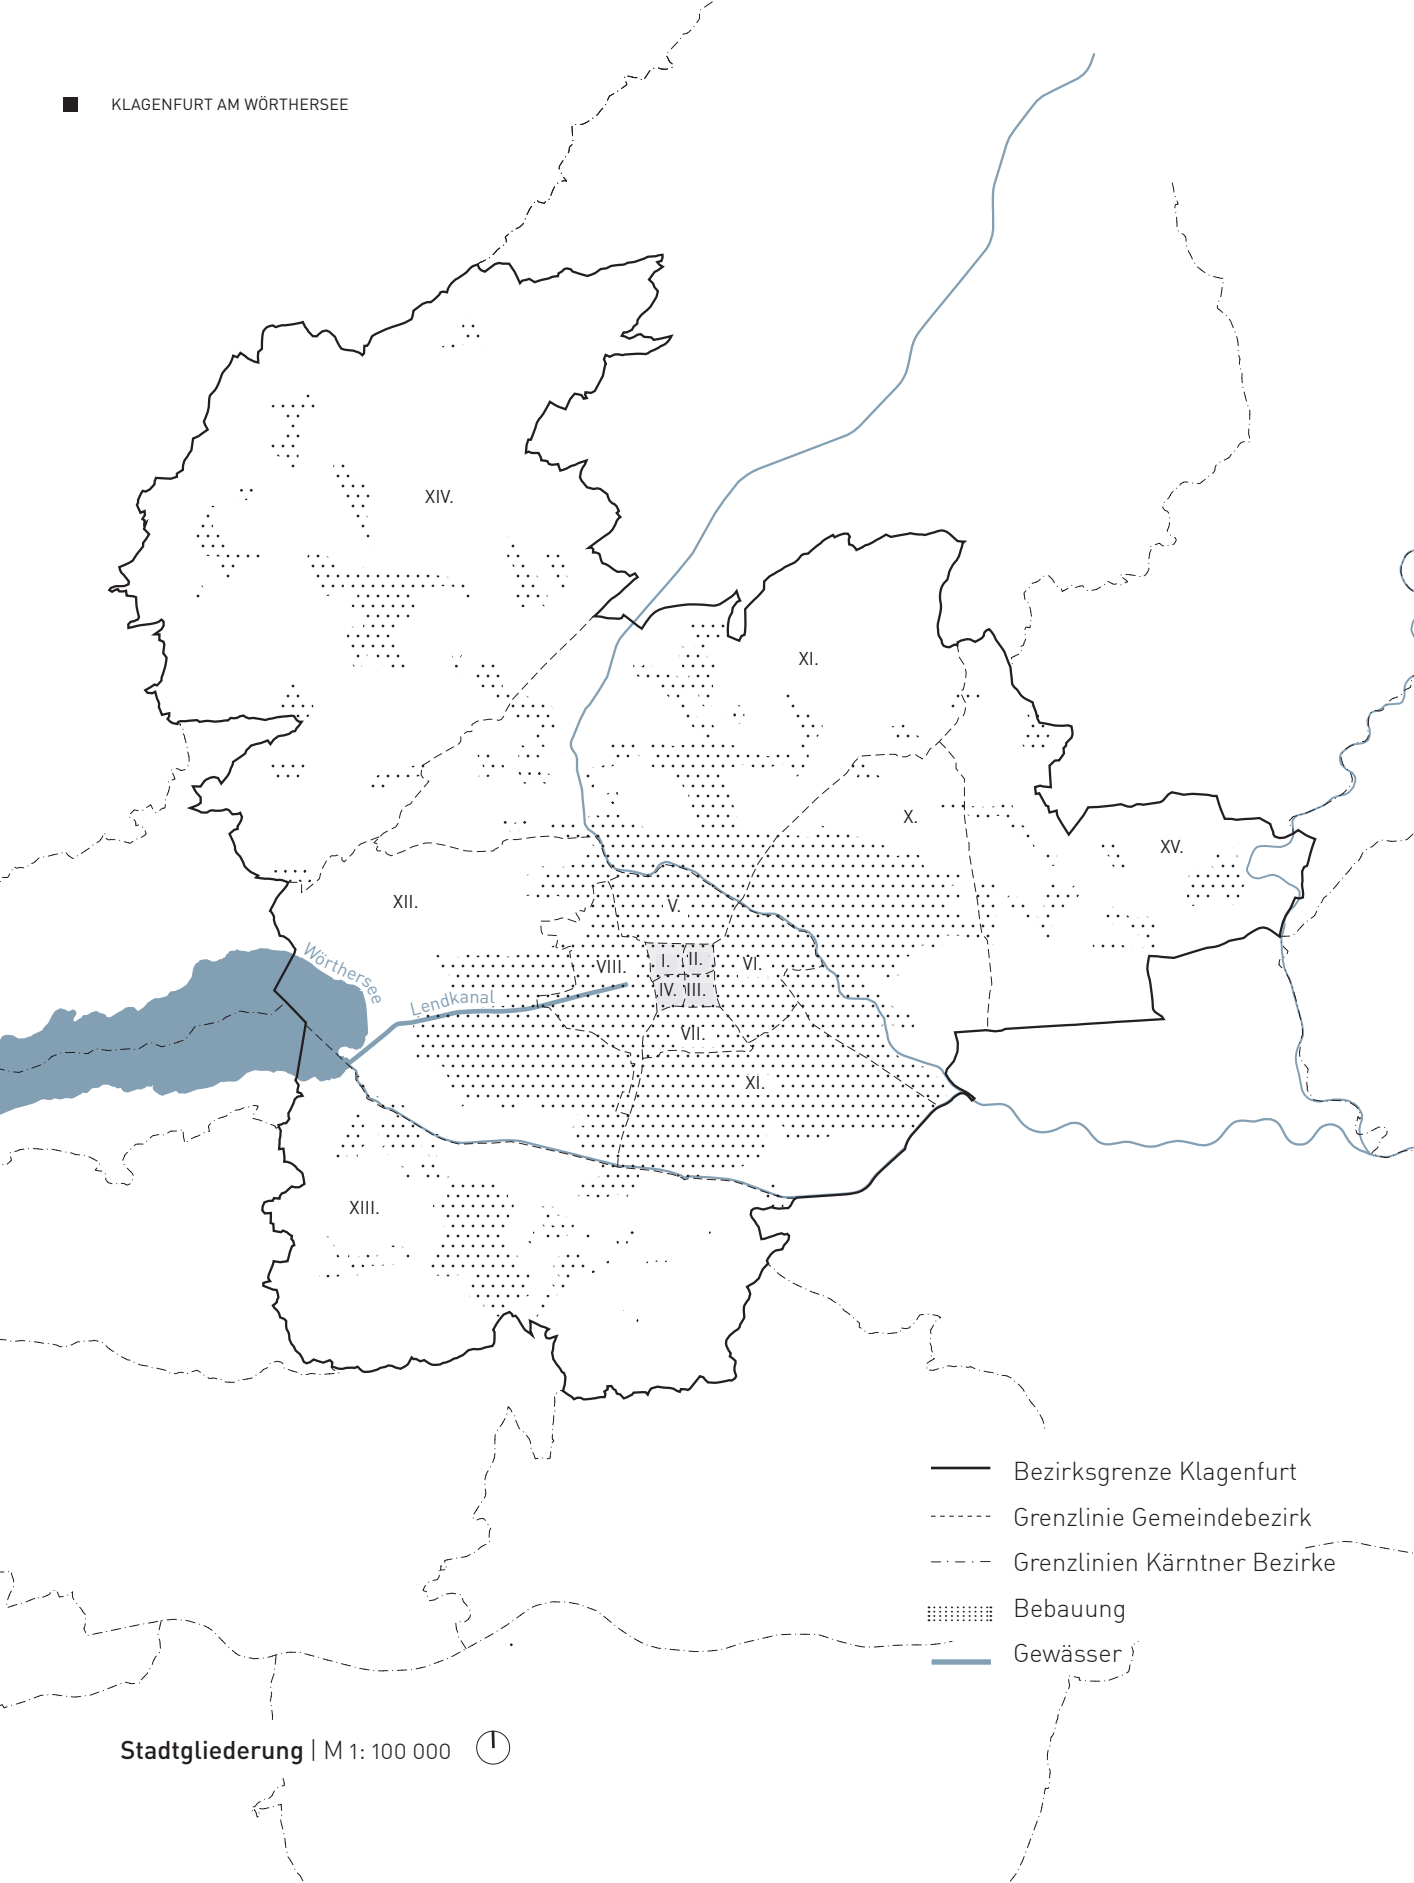 KLAGENFURT AM WÖRTHERSEE
XIV.
XI.
X.
XV.
XII.
V.
Wörthersee
I.
II.
VIII.
VI.
Lendkanal
IV.
III.
VII.
XI.
XIII.
Bezirksgrenze Klagenfurt
Grenzlinie Gemeindebezirk
Grenzlinien Kärntner Bezirke
Bebauung
Gewässer
Stadtgliederung | M 1: 100 000